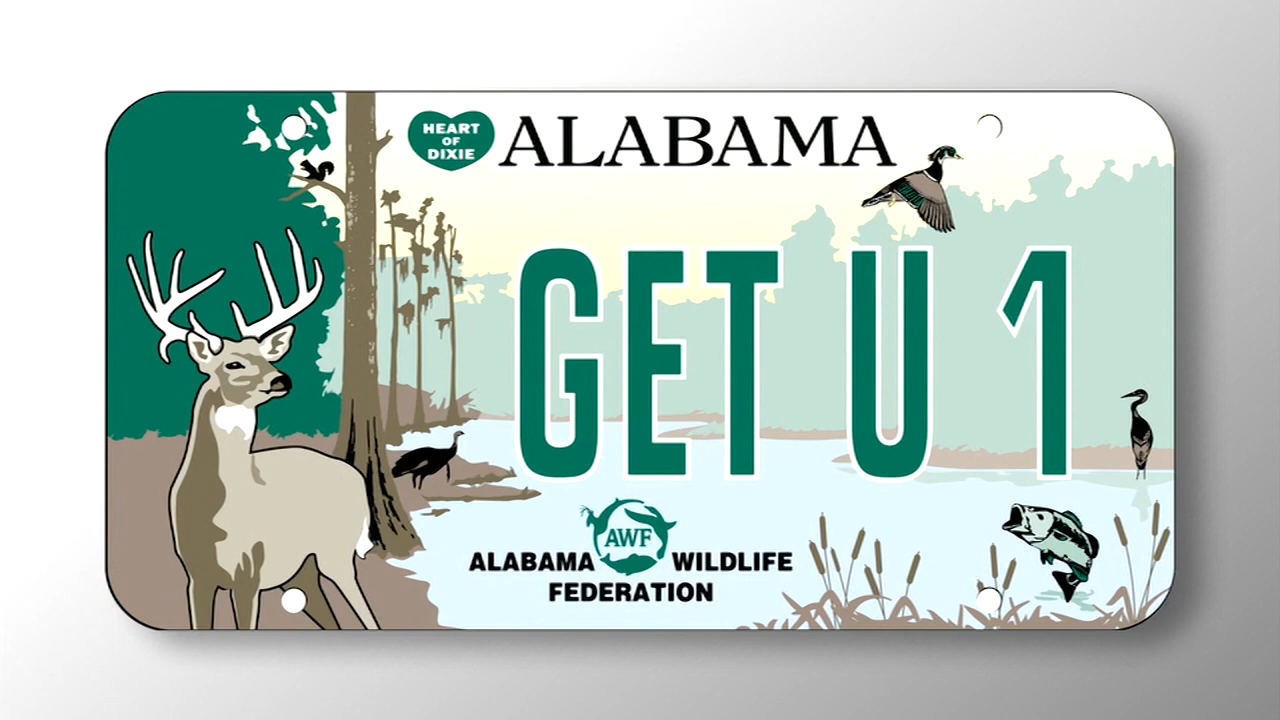 HEART
OF
DIXIE
ALABAMA
GET U 1
AWF
ALABAMA WILDLIFE
FEDERATION